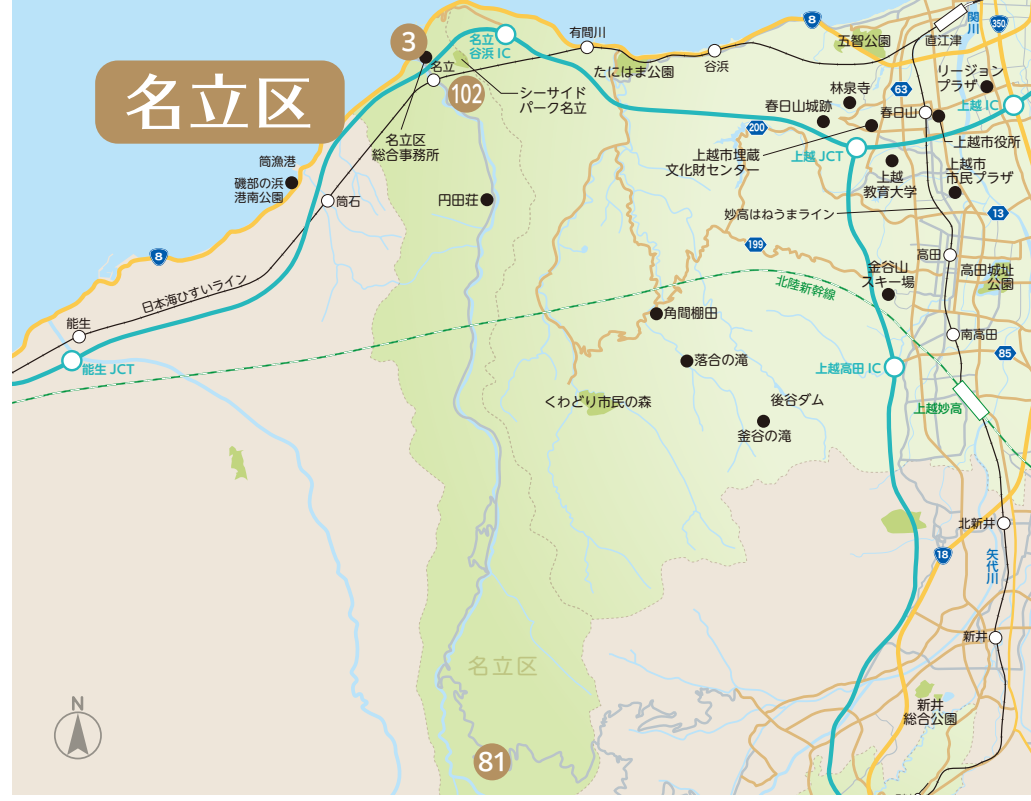 名立区
3
名立
谷浜 IC
有間川
8
五智公園
直江津
関川
350
名立
102
シーサイド
パーク名立
たにはま公園
谷浜
林泉寺
63
リージョン
プラザ
春日山城跡
春日山
上越 IC
名立区
総合事務所
200
上越市埋蔵
文化財センター
上越 JCT
上越市役所
上越
教育大学
上越市
市民プラザ
筒漁港
磯部の浜
港南公園
筒石
円田荘
妙高はねうまライン
13
199
8
高田
金谷山
スキー場
高田城址
公園
日本海ひすいライン
北陸新幹線
能生
能生 JCT
角間棚田
南高田
85
落合の滝
上越高田 IC
くわどり市民の森
後谷ダム
釜谷の滝
上越妙高
北新井
18
矢代川
新井
名立区
新井
総合公園
N
81